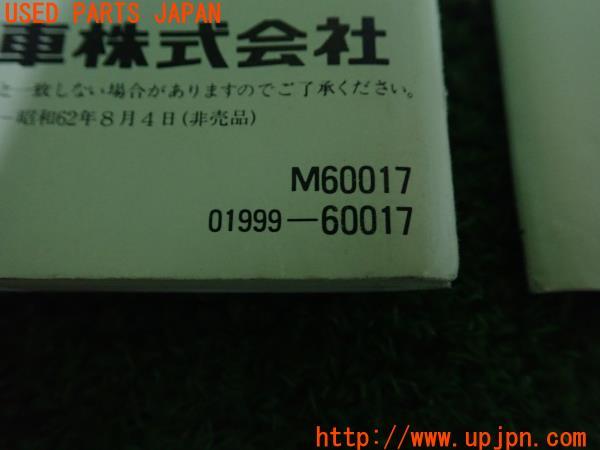 USED PARTS JAPAN
車株式会社
一致しない場合がありますのでご了承ください。
昭和62年8月4日(非売品)
M60017
01999－60017
http://www.upjpn.com/